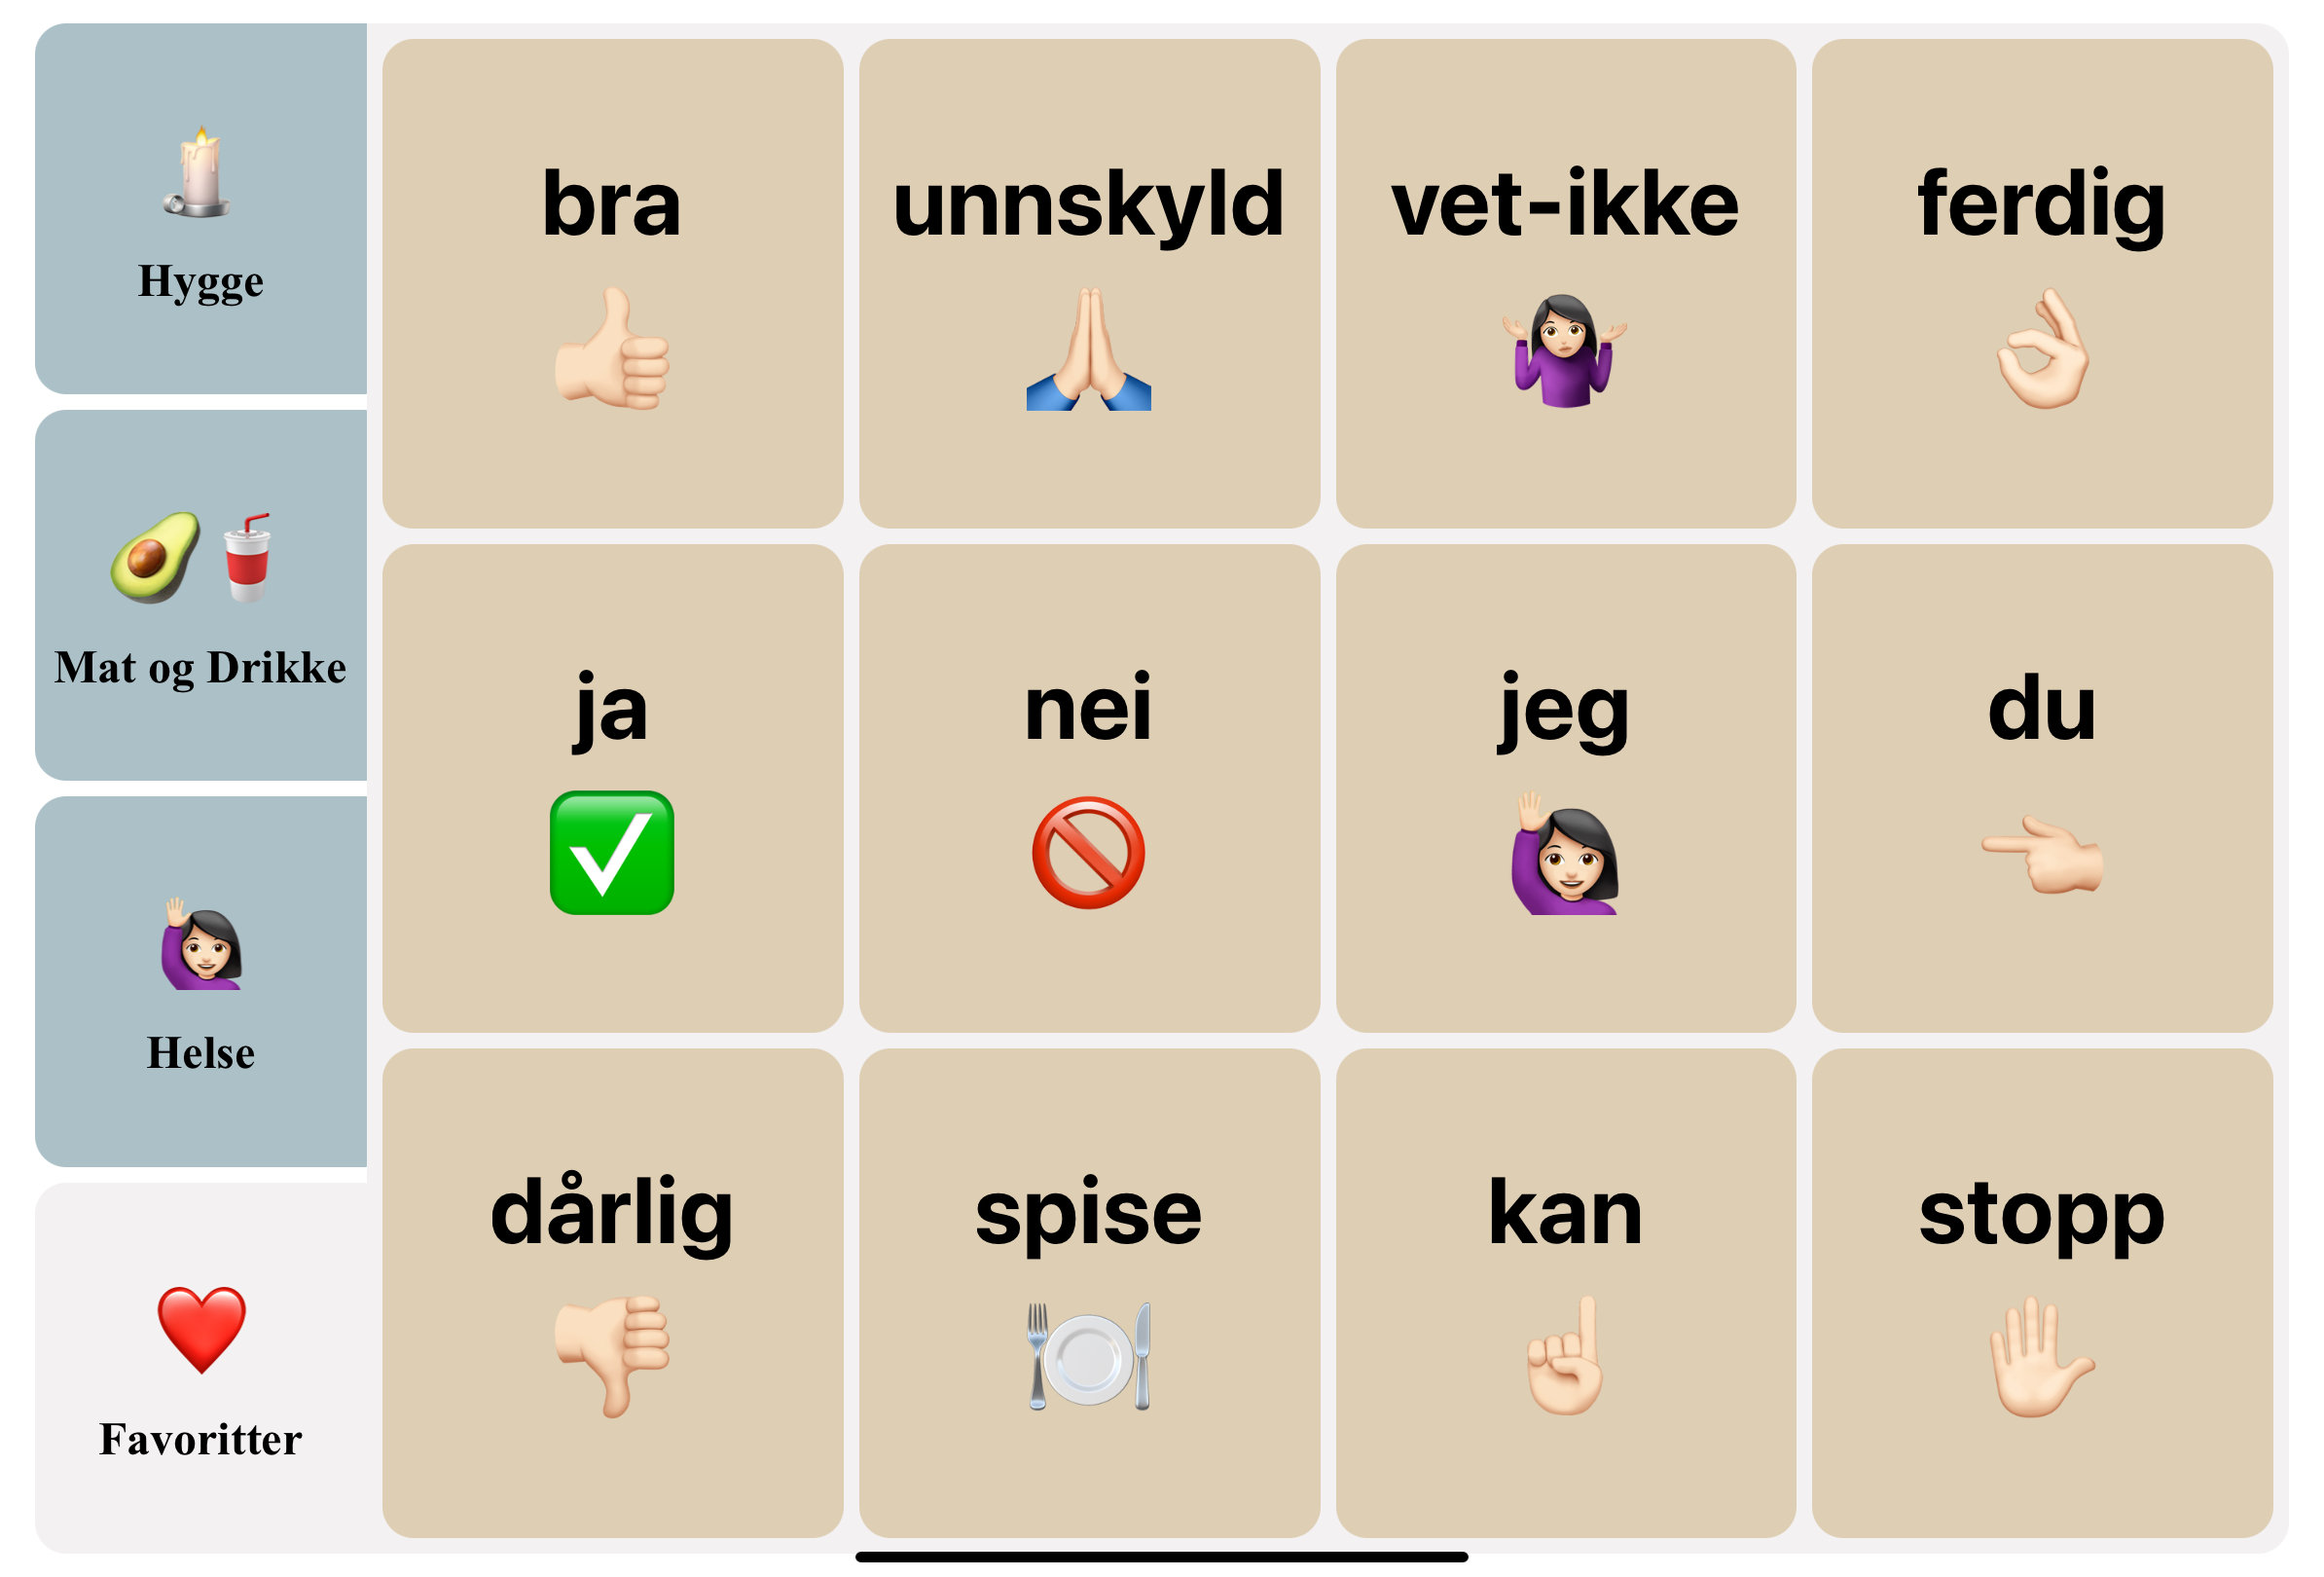 Hygge
Mat og Drikke
Helse
Favoritter
bra
unnskyld
vet-ikke
ferdig
ja
nei
jeg
du
dårlig
spise
kan
stopp